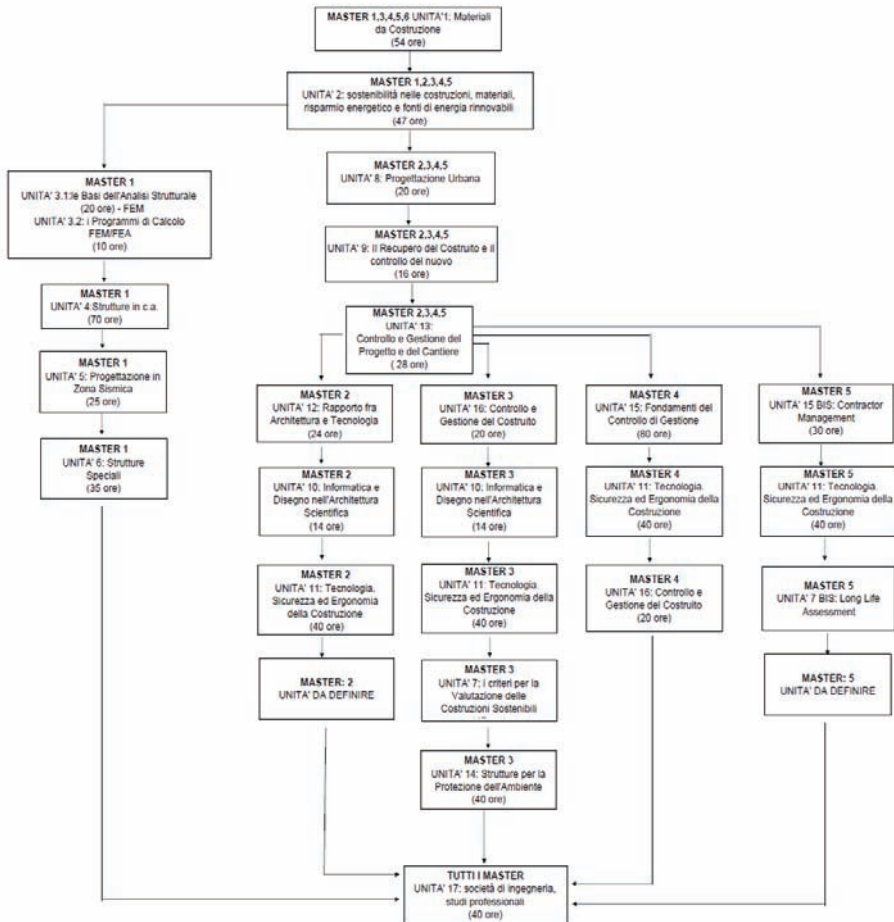 MASTER 1,3,4,5,6 UNITA'1: Materiali
da Costruzione
(54 ore)
MASTER 1,2,3,4,5
UNITA' 2: sostenibilità nelle costruzioni, materiali,
risparmio energetico e fonti di energia rinnovabili
(47 ore)
MASTER 1
UNITA' 3.1:le Basi dell'Analisi Strutturale
(20 ore) - FEM
UNITA' 3.2: i Programmi di Calcolo
FEM/FEA
(10 ore)
MASTER 1
UNITA' 4:Strutture in c.a.
(70 ore)
MASTER 1
UNITA' 5: Progettazione in
Zona Sismica
(25 ore)
MASTER 1
UNITA' 6: Strutture
Speciali
(35 ore)
MASTER 2,3,4,5
UNITA' 8: Progettazione Urbana
(20 ore)
MASTER 2,3,4,5
UNITA' 9: Il Recupero del Costruito e il
controllo del nuovo
(16 ore)
MASTER 2,3,4,5
UNITA' 13:
Controllo e Gestione del
Progetto e del Cantiere
( 28 ore)
MASTER 2
UNITA' 12: Rapporto fra
Architettura e Tecnologia
(24 ore)
MASTER 2
UNITA' 10: Informatica e
Disegno nell'Architettura
Scientifica
(14 ore)
MASTER 2
UNITA' 11: Tecnologia.
Sicurezza ed Ergonomia
della Costruzione
(40 ore)
MASTER: 2
UNITA' DA DEFINIRE
MASTER 3
UNITA' 16: Controllo e
Gestione del Costruito
(20 ore)
MASTER 3
UNITA' 10: Informatica e
Disegno nell'Architettura
Scientifica
(14 ore)
MASTER 3
UNITA' 11: Tecnologia.
Sicurezza ed Ergonomia della
Costruzione
(40 ore)
MASTER 3
UNITA' 7: i criteri per la
Valutazione delle
Costruzioni Sostenibili
MASTER 3
UNITA' 14: Strutture per la
Protezione dell'Ambiente
(40 ore)
MASTER 4
UNITA' 15: Fondamenti del
Controllo di Gestione
(80 ore)
MASTER 4
UNITA' 11: Tecnologia.
Sicurezza ed Ergonomia della
Costruzione
(40 ore)
MASTER 4
UNITA' 16: Controllo e
Gestione del Costruito
(20 ore)
MASTER 5
UNITA' 15 BIS: Contractor
Management
(30 ore)
MASTER 5
UNITA' 11: Tecnologia.
Sicurezza ed Ergonomia della
Costruzione
(40 ore)
MASTER 5
UNITA' 7 BIS: Long Life
Assessment
MASTER: 5
UNITA' DA DEFINIRE
TUTTI I MASTER
UNITA' 17: società di ingegneria,
studi professionali
(40 ore)